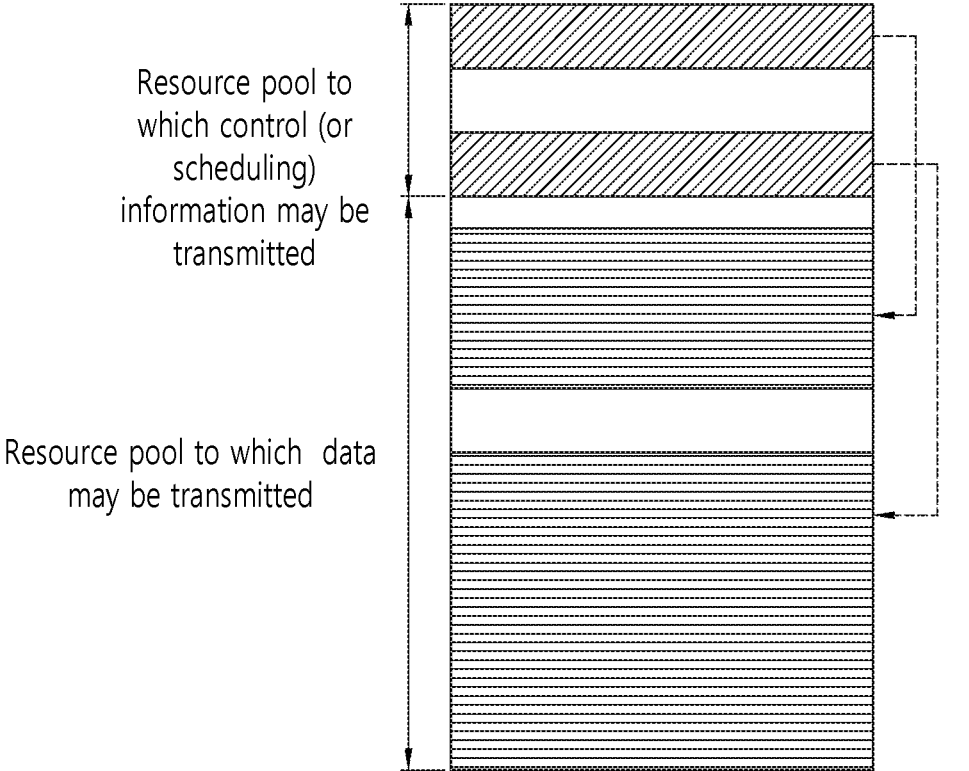 Resource pool to
which control (or
scheduling)
information may be
transmitted
Resource pool to which data
may be transmitted